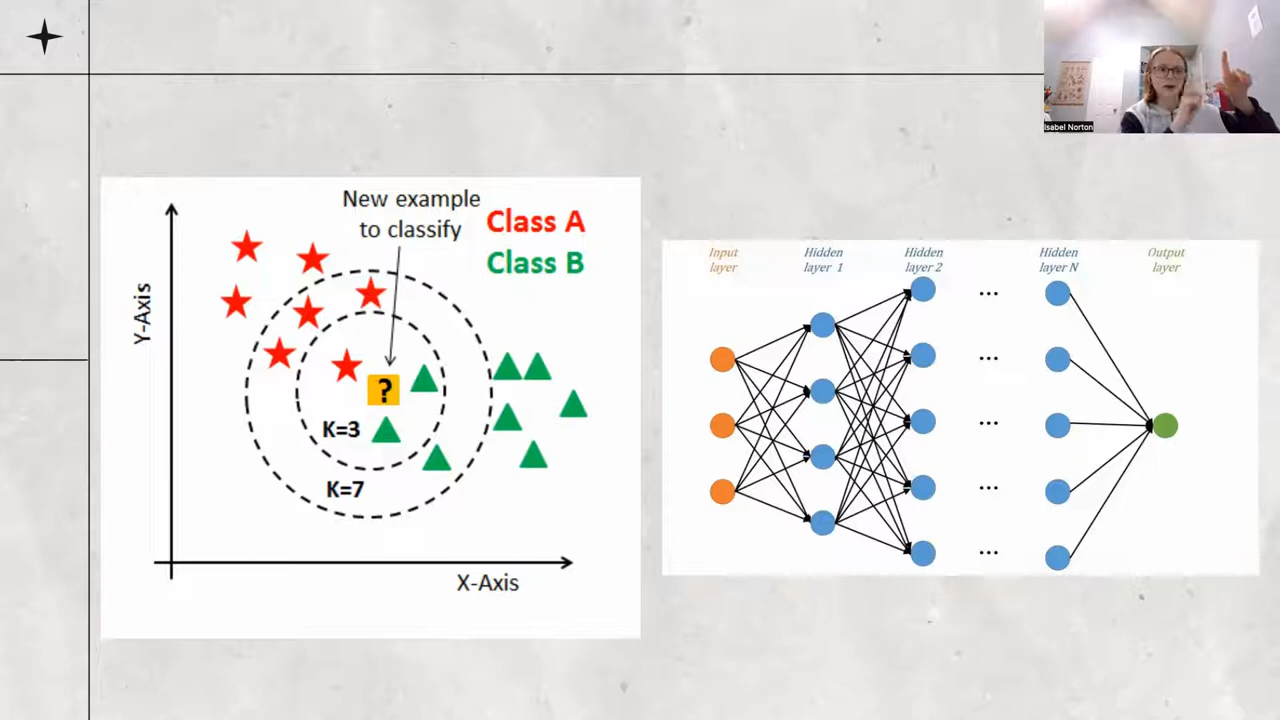 Isabel Norton
New example
to classify
Class A
Class B
Y-Axis
?
K=3
K=7
X-Axis
Input
layer
Hidden
layer 1
Hidden
layer 2
...
...
...
...
...
Hidden
layer N
Output
layer